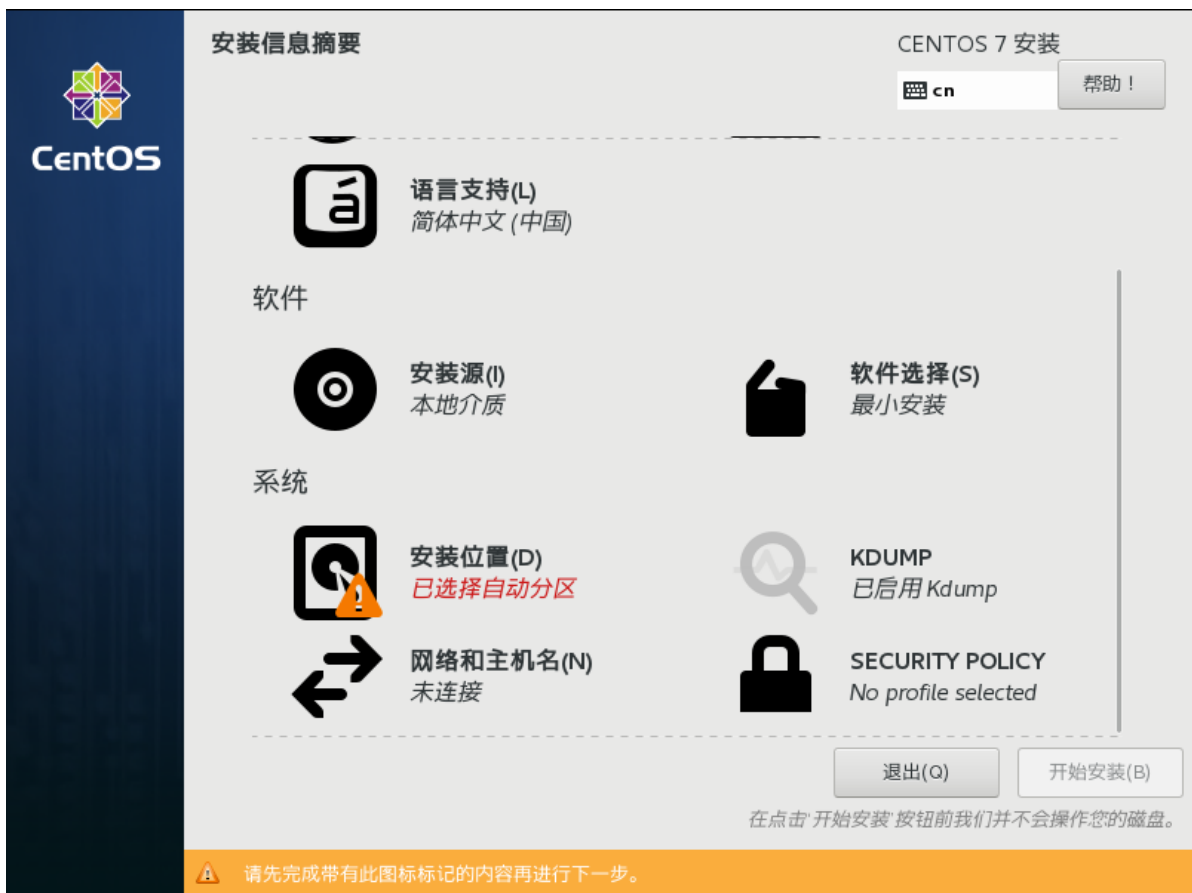 安装信息摘要
CENTOS 7 安装
cn
帮助！
CentOS
á
语言支持(L)
简体中文 (中国)
软件
安装源(I)
本地介质
软件选择(S)
最小安装
系统
安装位置(D)
已选择自动分区
KDUMP
已启用 Kdump
网络和主机名(N)
未连接
SECURITY POLICY
No profile selected
退出(Q)
开始安装(B)
在点击'开始安装'按钮前我们并不会操作您的磁盘。
请先完成带有此图标标记的内容再进行下一步。